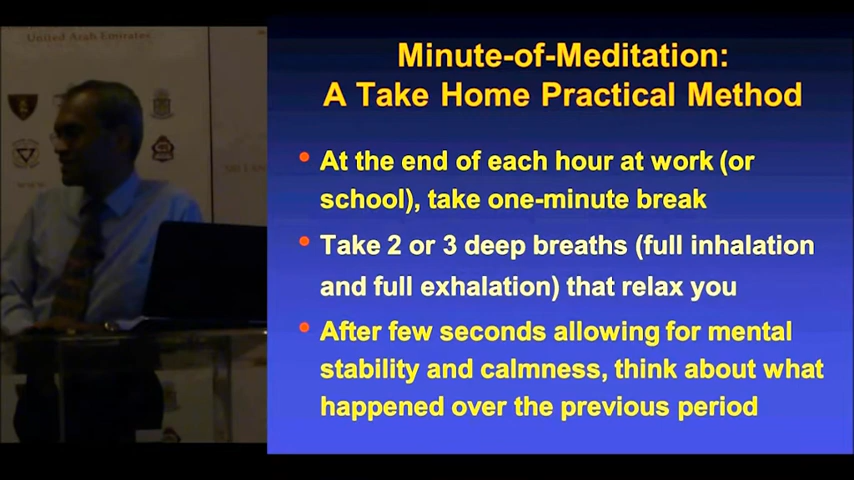 United Arab Emirates
Minute-of-Meditation:
A Take Home Practical Method
• At the end of each hour at work (or
school), take one-minute break
• Take 2 or 3 deep breaths (full inhalation
and full exhalation) that relax you
• After few seconds allowing for mental
stability and calmness, think about what
happened over the previous period